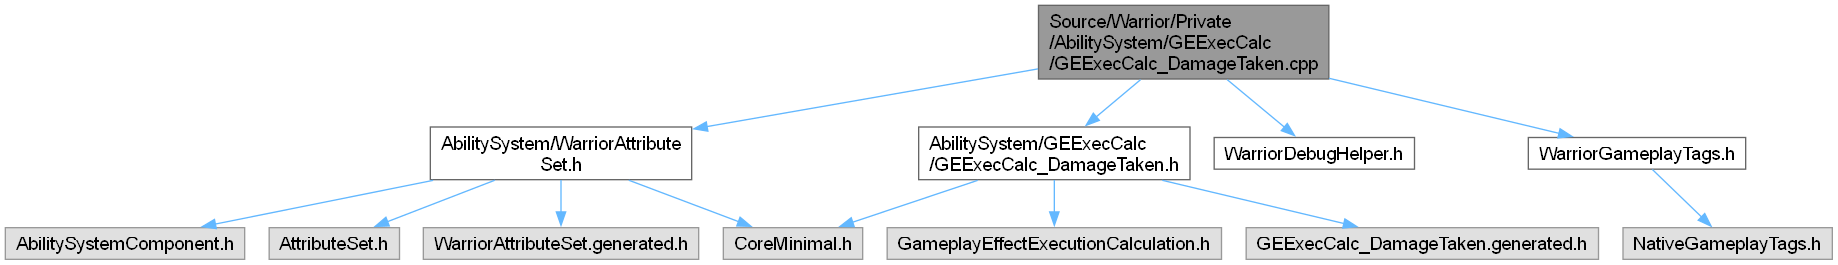 Source/Warrior/Private
/AbilitySystem/GEExecCalc
/GEExecCalc_DamageTaken.cpp
AbilitySystem/WarriorAttribute
Set.h
AbilitySystem/GEExecCalc
/GEExecCalc_DamageTaken.h
WarriorDebugHelper.h
WarriorGameplayTags.h
AbilitySystemComponent.h
AttributeSet.h
WarriorAttributeSet.generated.h
CoreMinimal.h
GameplayEffectExecutionCalculation.h
GEExecCalc_DamageTaken.generated.h
NativeGameplayTags.h